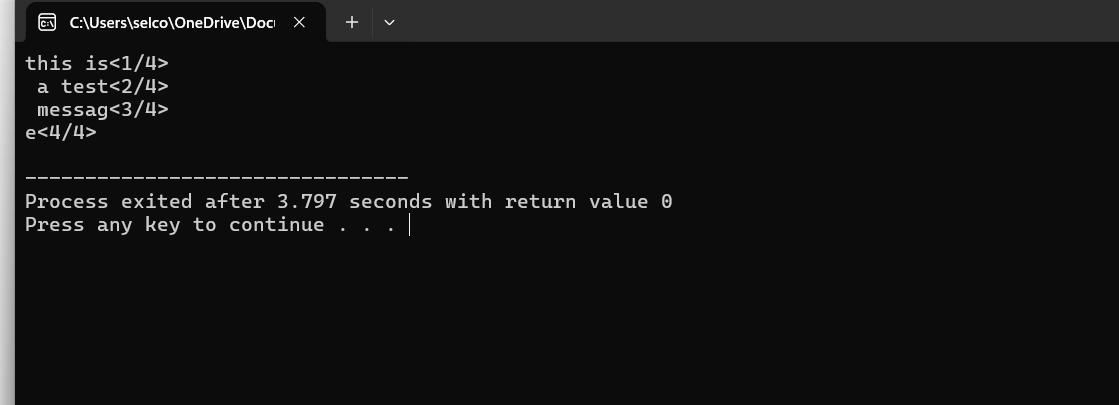 C:\Users\selco\OneDrive\Doc
this is<1/4>
 a test<2/4>
 messag<3/4>
e<4/4>
--------------------------------
Process exited after 3.797 seconds with return value 0
Press any key to continue . . .